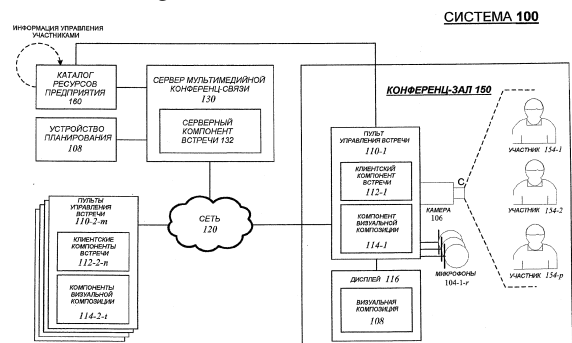 СИСТЕМА 100
ИНФОРМАЦИЯ УПРАВЛЕНИЯ
УЧАСТНИКАМИ
КАТАЛОГ
РЕСУРСОВ
ПРЕДПРИЯТИЯ
160
УСТРОЙСТВО
ПЛАНИРОВАНИЯ
108
СЕРВЕР МУЛЬТИМЕДИЙНОЙ
КОНФЕРЕНЦ-СВЯЗИ
130
СЕРВЕРНЫЙ
КОМПОНЕНТ
ВСТРЕЧИ 132
КОНФЕРЕНЦ-ЗАЛ 150
ПУЛЬТ
УПРАВЛЕНИЯ ВСТРЕЧИ
110-1
КЛИЕНТСКИЙ
КОМПОНЕНТ
ВСТРЕЧИ
112-1
КОМПОНЕНТ
ВИЗУАЛЬНОЙ
КОМПОЗИЦИИ
114-1
C
КАМЕРА
106
МИКРОФОНЫ
104-1-r
УЧАСТНИК 154-1
УЧАСТНИК 154-2
УЧАСТНИК 154-p
ПУЛЬТЫ
УПРАВЛЕНИЯ
ВСТРЕЧИ
110-2-m
КЛИЕНТСКИЕ
КОМПОНЕНТЫ
ВСТРЕЧИ
112-2-n
КОМПОНЕНТЫ
ВИЗУАЛЬНОЙ
КОМПОЗИЦИИ
114-2-t
СЕТЬ
120
ДИСПЛЕЙ 116
ВИЗУАЛЬНАЯ
КОМПОЗИЦИЯ
108